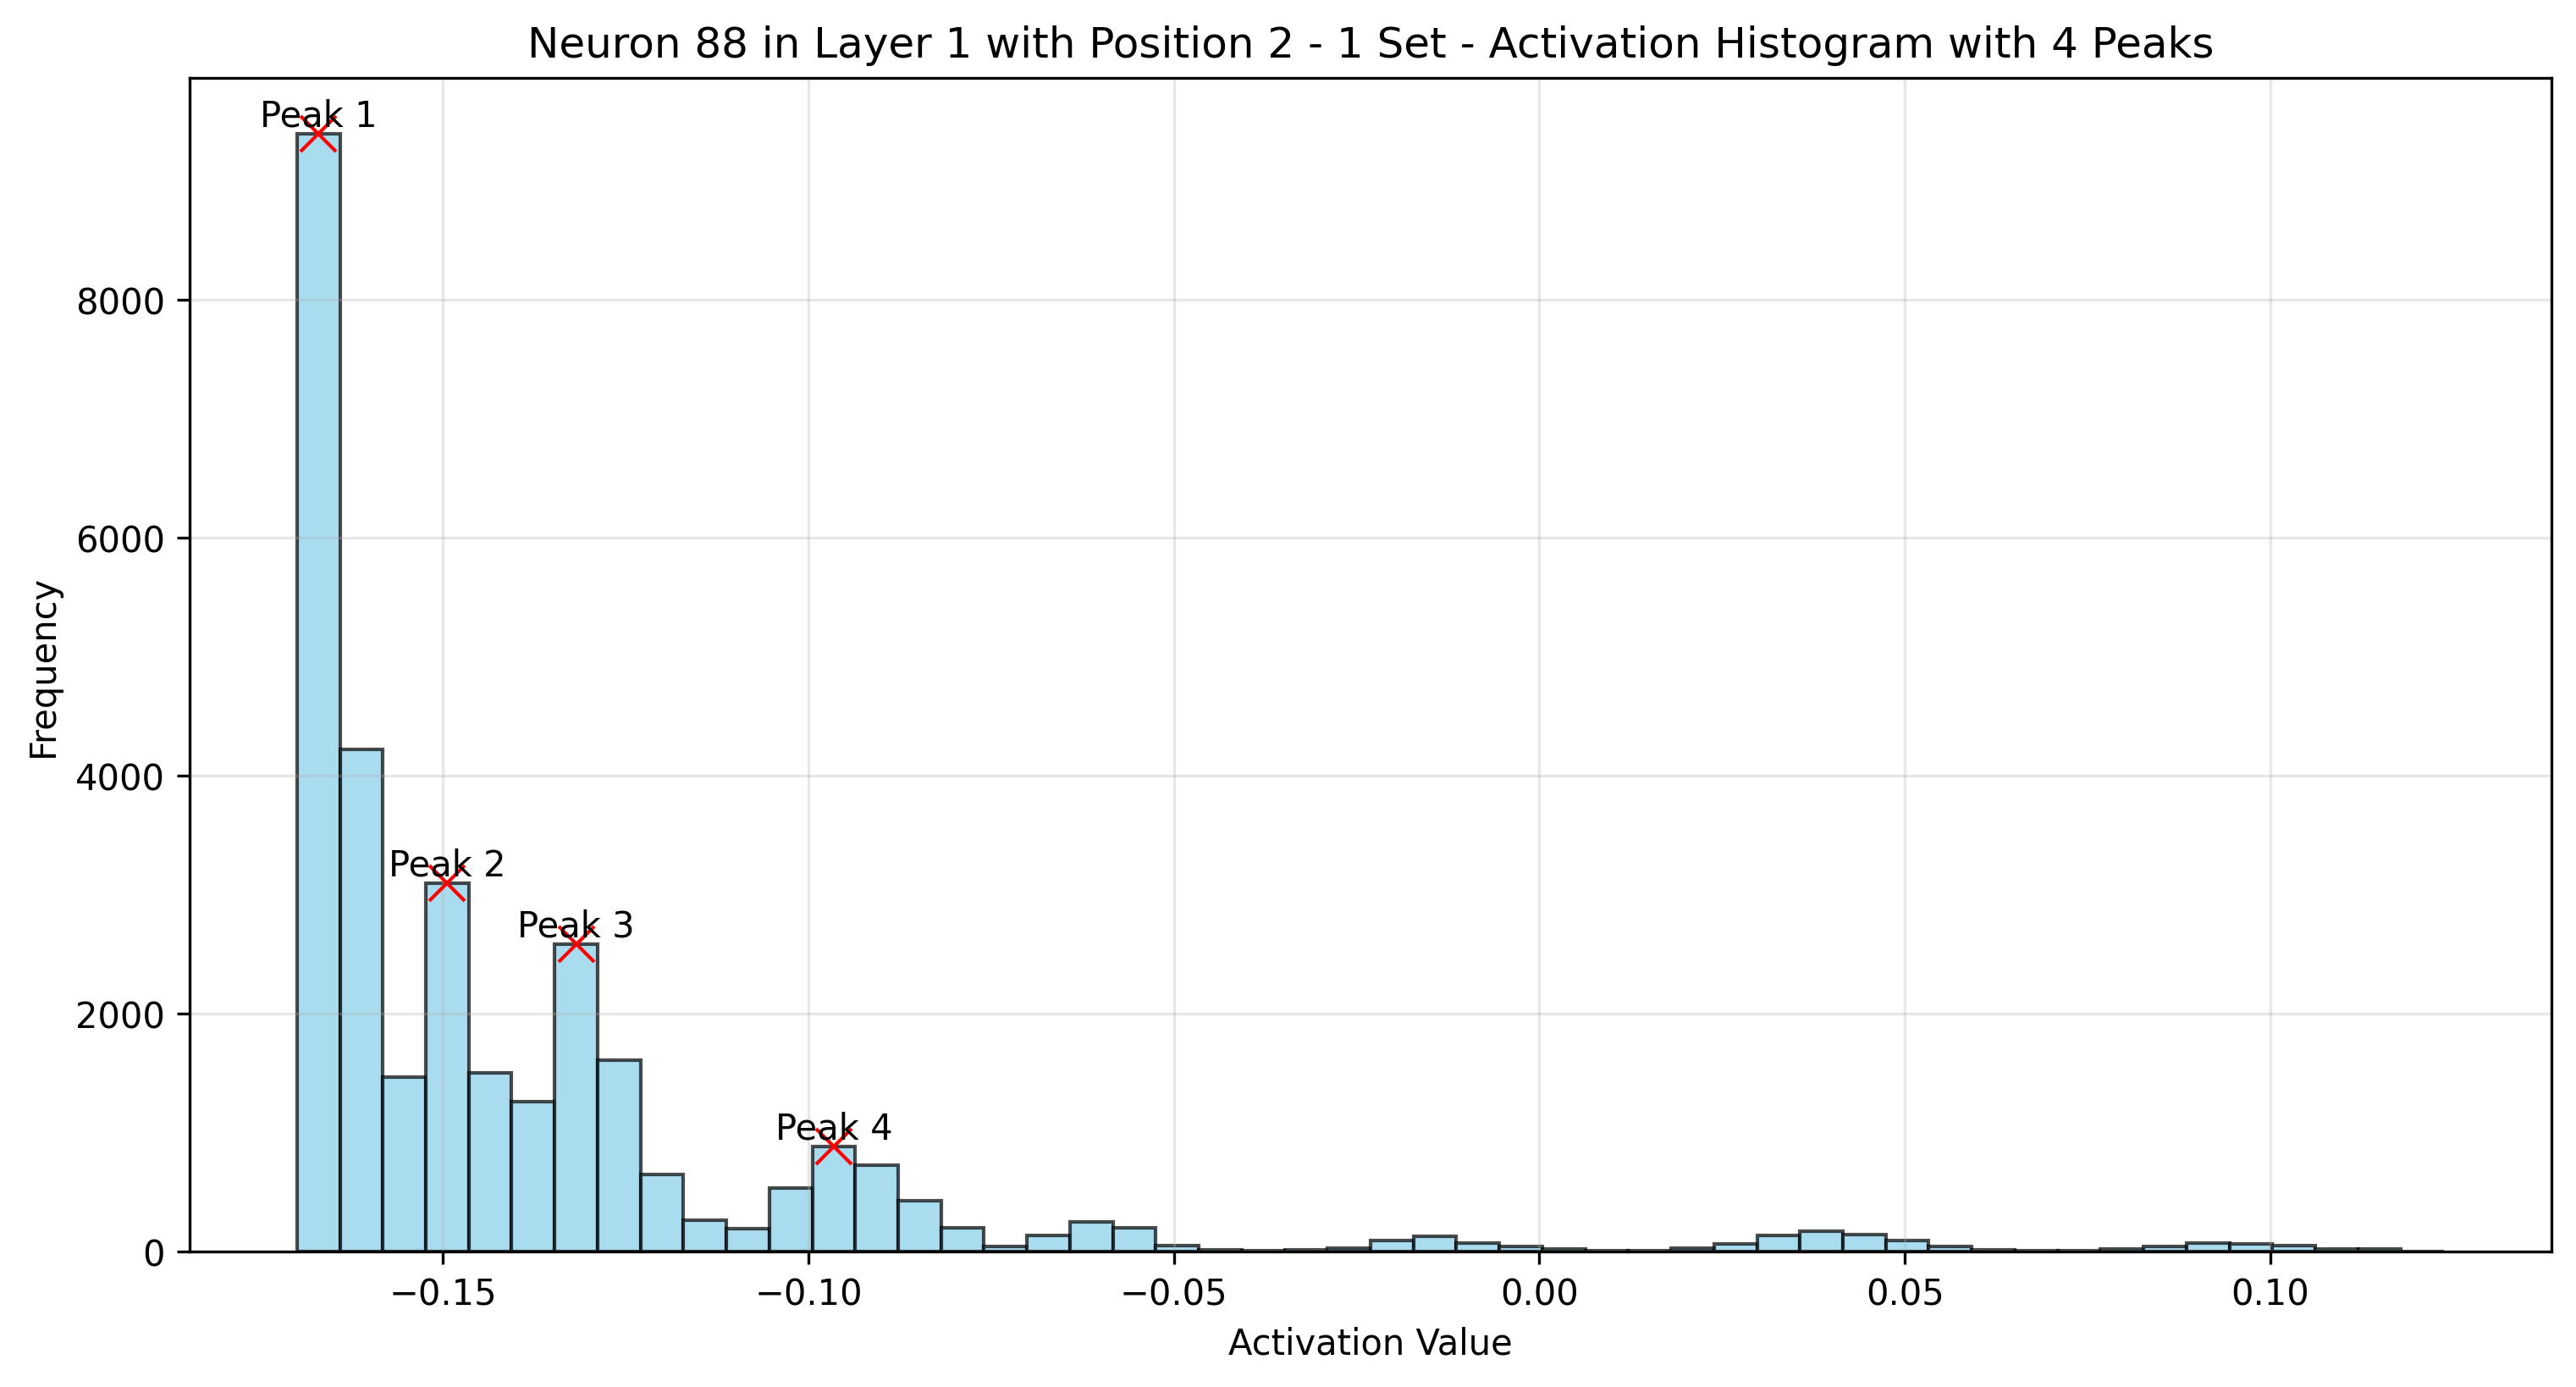 Neuron 88 in Layer 1 with Position 2 - 1 Set - Activation Histogram with 4 Peaks
Peak 1
Peak 2
Peak 3
Peak 4
Frequency
8000
6000
4000
2000
0
−0.15
−0.10
−0.05
0.00
0.05
0.10
Activation Value